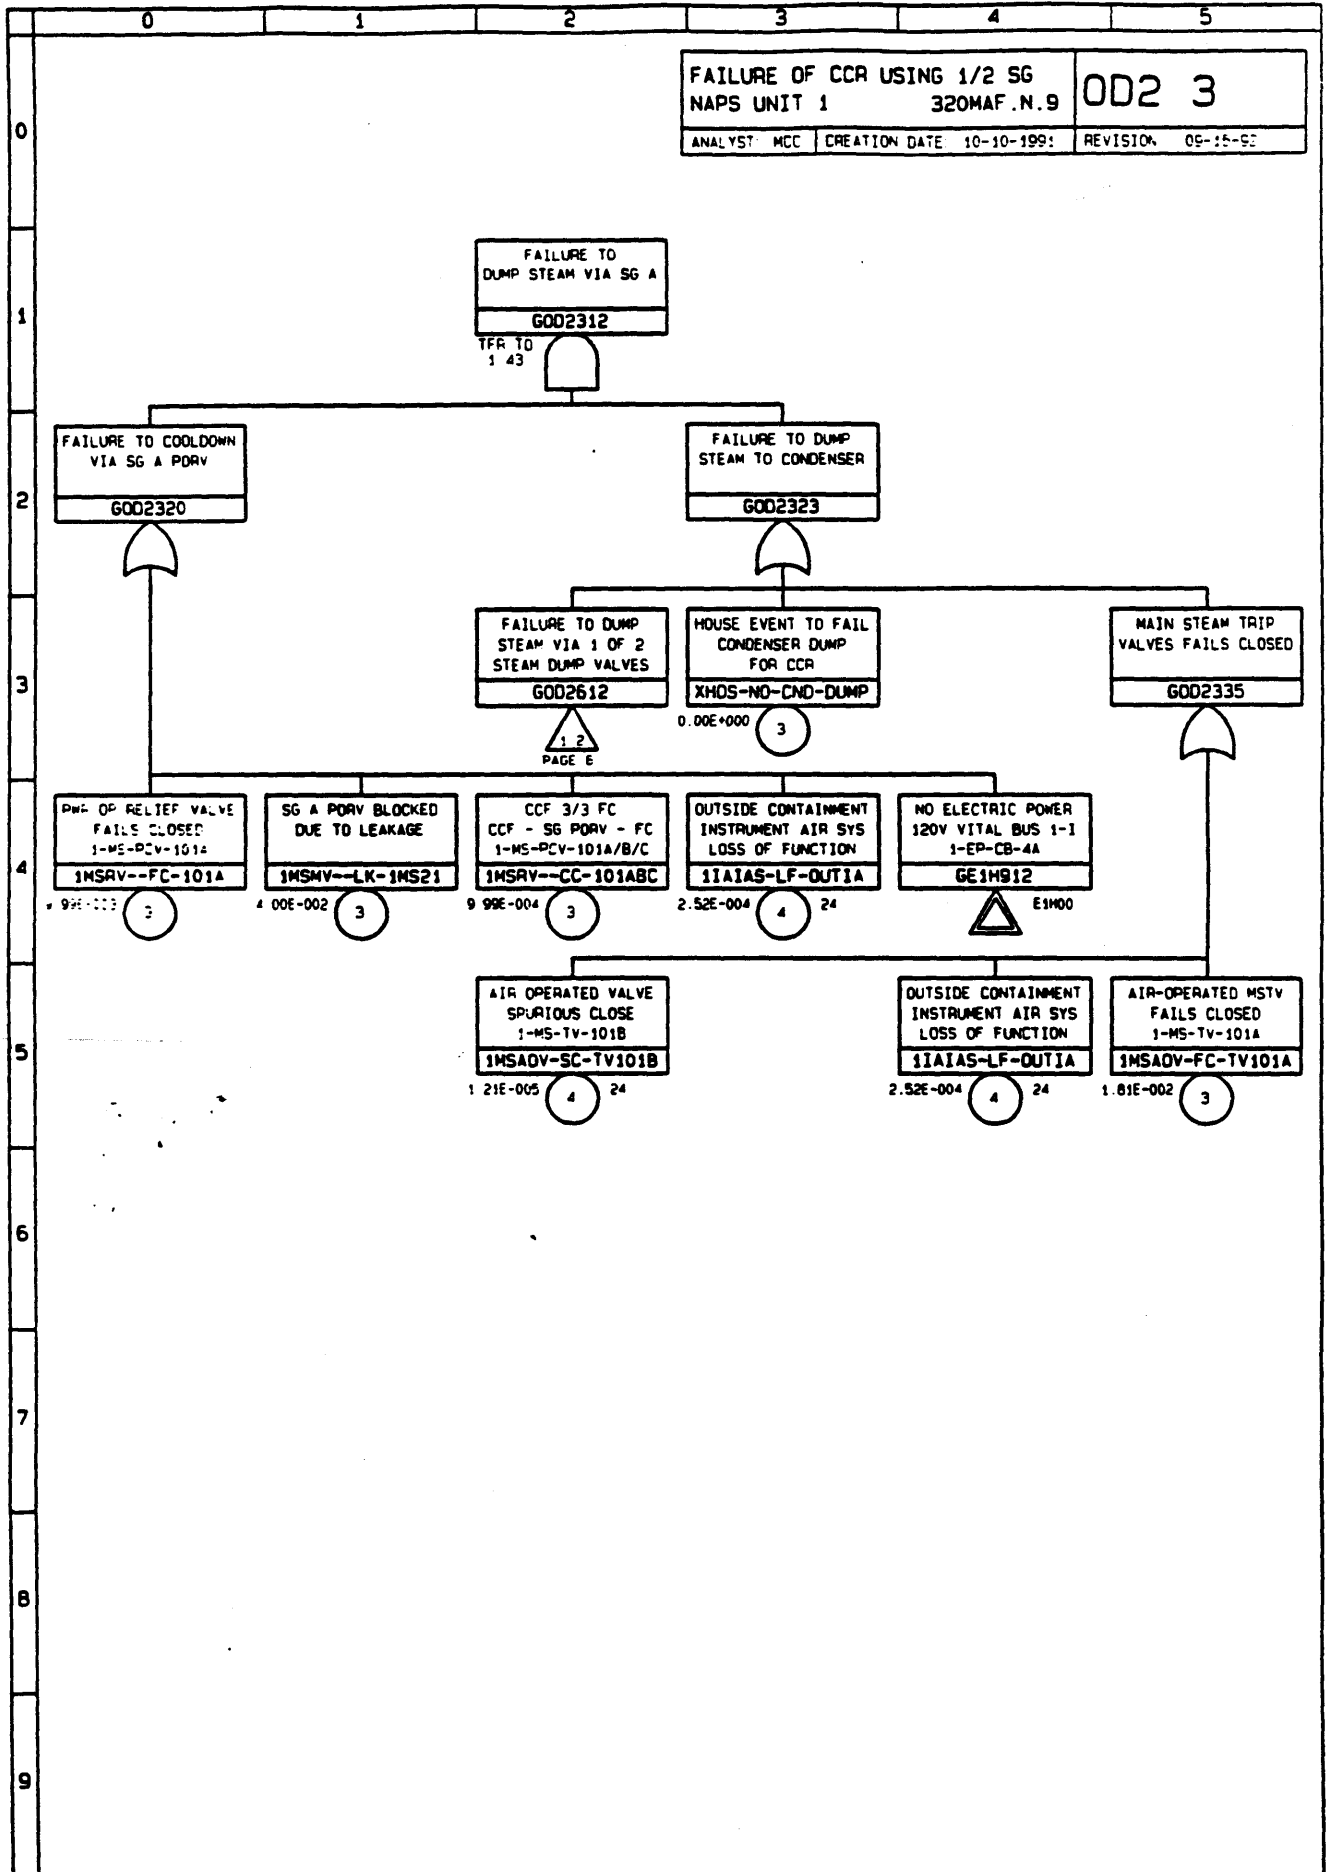 0 1 2 3 4 5
FAILURE OF CCR USING 1/2 SG
NAPS UNIT 1 320MAF.N.9
OD2 3
ANALYST: MCC CREATION DATE: 10-10-1991 REVISION
0
FAILURE TO
DUMP STEAM VIA SG A
GOD2312
TFR TO
1 43
1
FAILURE TO COOLDOWN
VIA SG A PORV
GOD2320
FAILURE TO DUMP
STEAM TO CONDENSER
GOD2323
2
FAILURE TO DUMP
STEAM VIA 1 OF 2
STEAM DUMP VALVES
GOD2612
1.2
PAGE 6
HOUSE EVENT TO FAIL
CONDENSER DUMP
FOR CCR
XHOS-NO-CND-DUMP
0.00E+000
3
MAIN STEAM TRIP
VALVES FAILS CLOSED
GOD2335
3
PWR OP RELIEF VALVE
FAILS CLOSED
1-MS-PCV-101A
1MSRV--FC-101A
3
SG A PORV BLOCKED
DUE TO LEAKAGE
1MSMV--LK-1MS21
4 00E-002
3
CCF 3/3 FC
CCF - SG PORV - FC
1-MS-PCV-101A/B/C
1MSRV--CC-101ABC
9 99E-004
3
OUTSIDE CONTAINMENT
INSTRUMENT AIR SYS
LOSS OF FUNCTION
1IAIAS-LF-OUTIA
2.52E-004
4
24
NO ELECTRIC POWER
120V VITAL BUS 1-I
1-EP-CB-4A
GE1H912
E1H00
4
AIR OPERATED VALVE
SPURIOUS CLOSE
1-MS-TV-101B
1MSAOV-SC-TV101B
1 21E-005
4
24
OUTSIDE CONTAINMENT
INSTRUMENT AIR SYS
LOSS OF FUNCTION
1IAIAS-LF-OUTIA
2.52E-004
4
24
AIR-OPERATED MSTV
FAILS CLOSED
1-MS-TV-101A
1MSAOV-FC-TV101A
1.81E-002
3
5
6
7
8
9